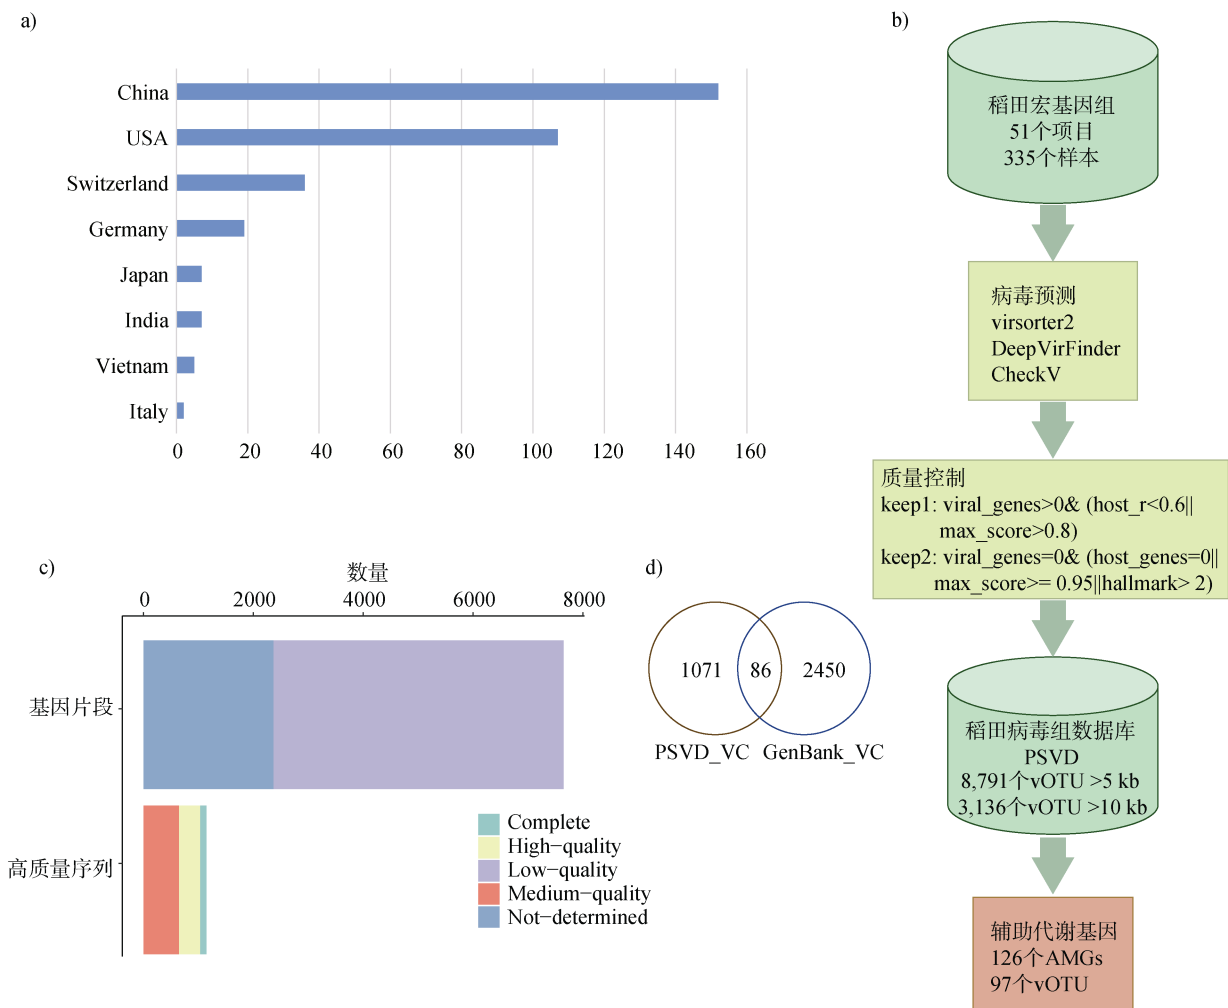 a)
China
USA
Switzerland
Germany
Japan
India
Vietnam
Italy
0 20 40 60 80 100 120 140 160
b)
稻田宏基因组
51个项目
335个样本
病毒预测
virsorter2
DeepVirFinder
CheckV
质量控制
keep1: viral_genes>0& (host_r<0.6||
max_score>0.8)
keep2: viral_genes=0& (host_genes=0||
max_score>= 0.95||hallmark> 2)
稻田病毒组数据库
PSVD
8,791个vOTU >5 kb
3,136个vOTU >10 kb
辅助代谢基因
126个AMGs
97个vOTU
c)
数量
0 2000 4000 6000 8000
基因片段
高质量序列
Complete
High−quality
Low−quality
Medium−quality
Not−determined
d)
1071 86 2450
PSVD_VC GenBank_VC